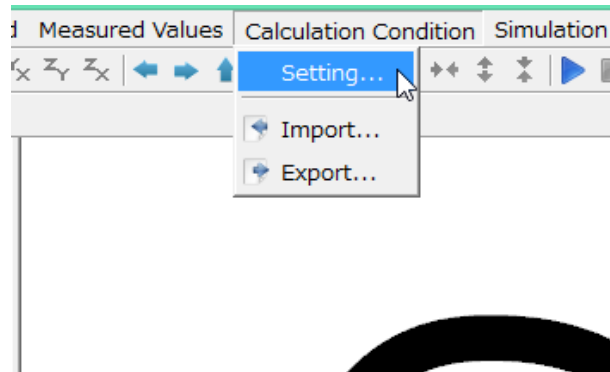 Measured Values Calculation Condition Simulation
Setting...
Import...
Export...